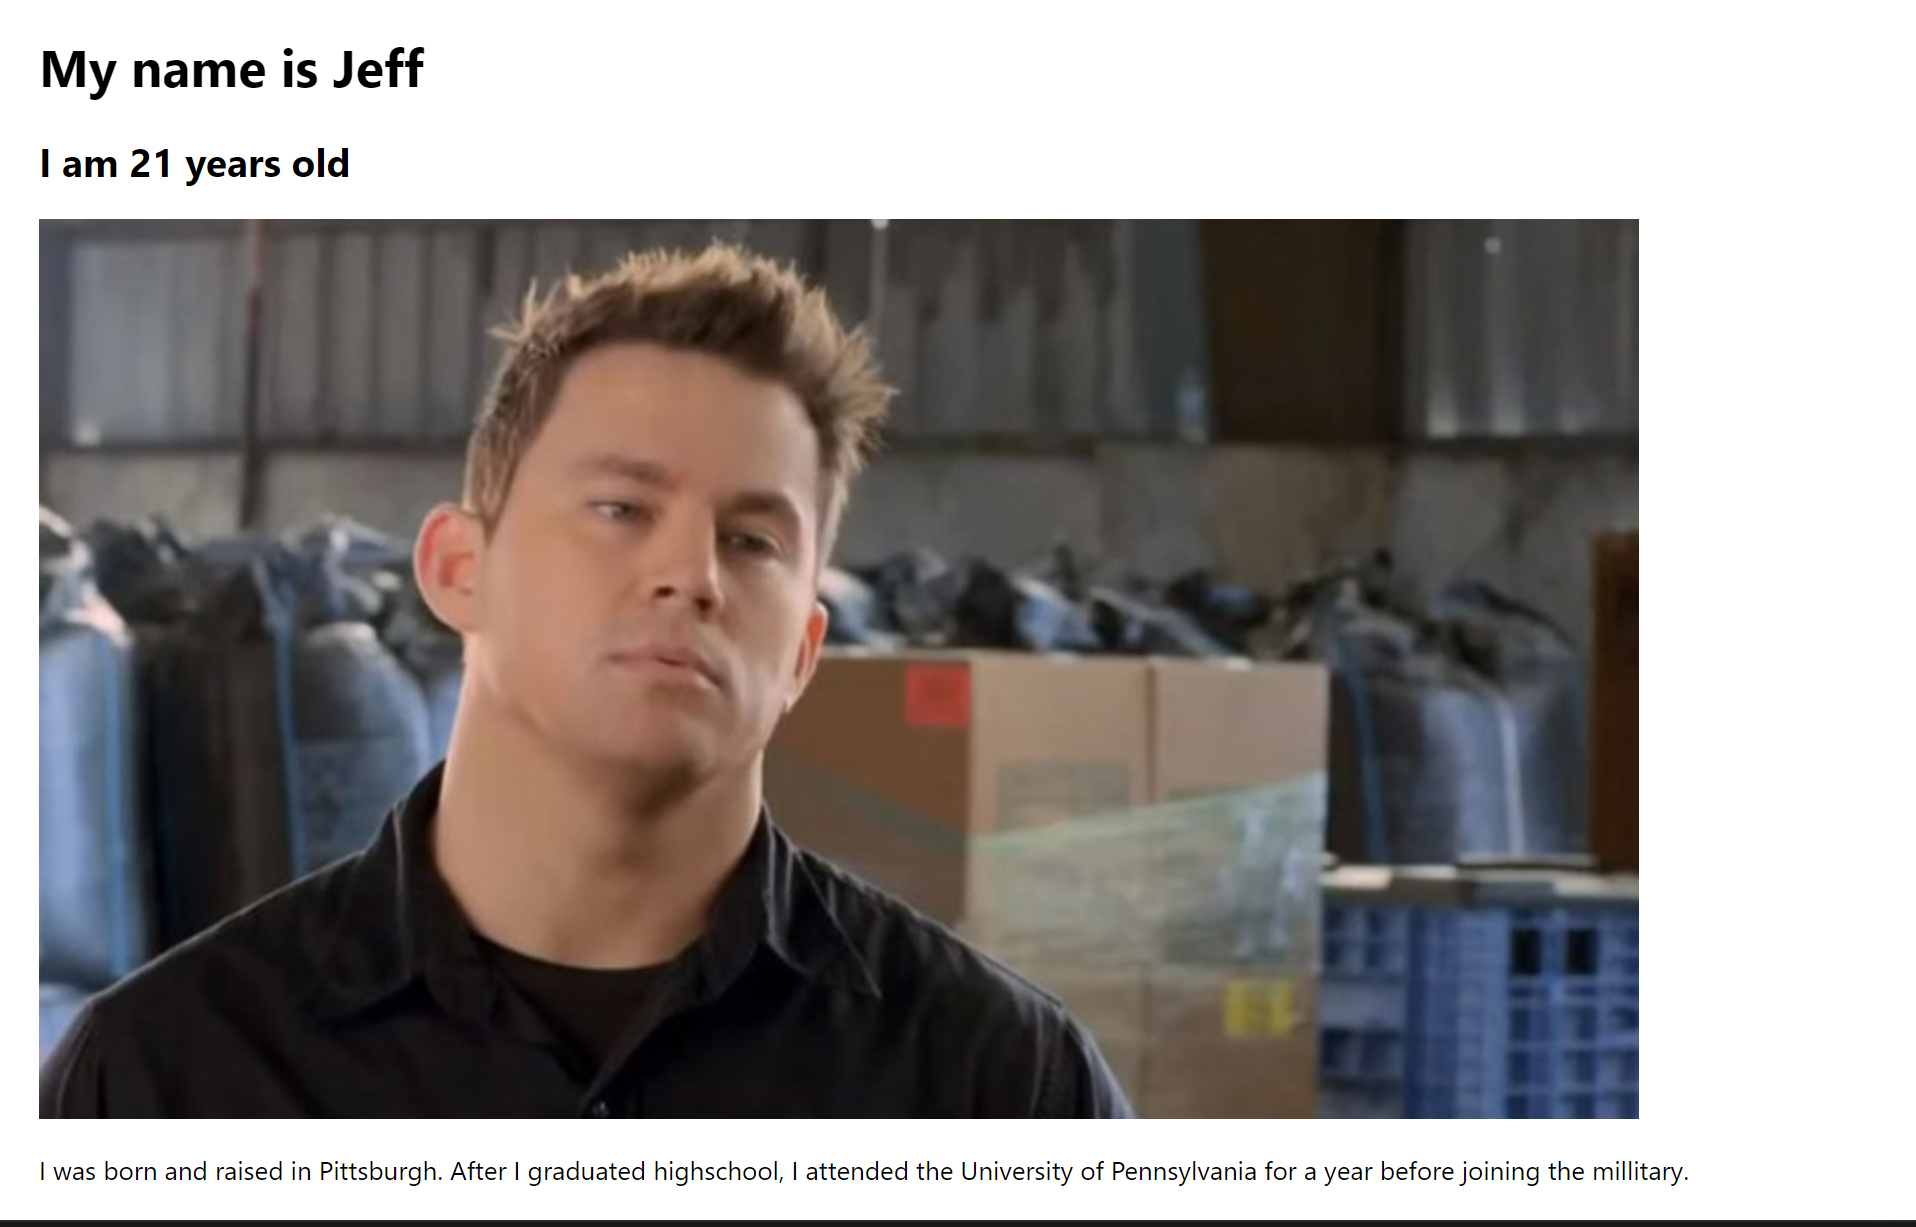 My name is Jeff
I am 21 years old
I was born and raised in Pittsburgh. After I graduated highschool, I attended the University of Pennsylvania for a year before joining the millitary.